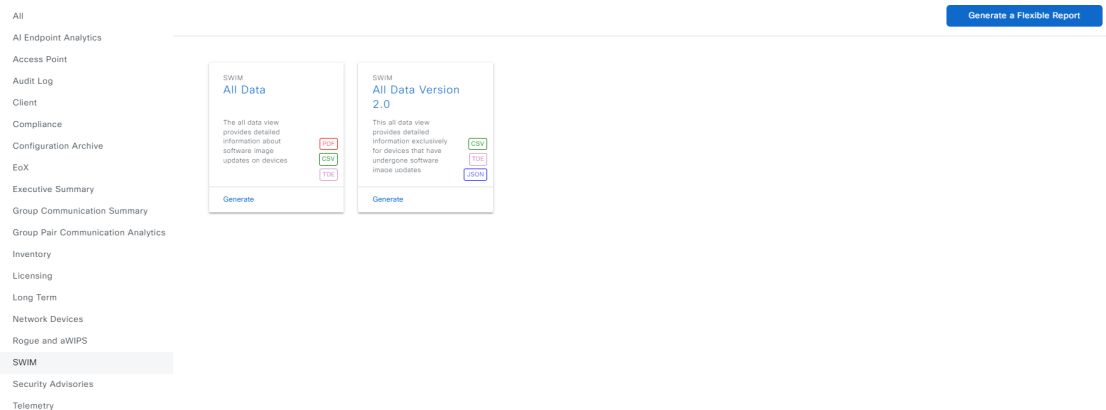 All
AI Endpoint Analytics
Access Point
Audit Log
Client
Compliance
Configuration Archive
EoX
Executive Summary
Group Communication Summary
Group Pair Communication Analytics
Inventory
Licensing
Long Term
Network Devices
Rogue and aWIPS
SWIM
Security Advisories
Telemetry
Generate a Flexible Report
SWIM
All Data
The all data view
provides detailed
information about
software image
updates on devices
PDF
CSV
TDE
Generate
SWIM
All Data Version
2.0
This all data view
provides detailed
information exclusively
for devices that have
undergone software
image updates
CSV
TDE
JSON
Generate